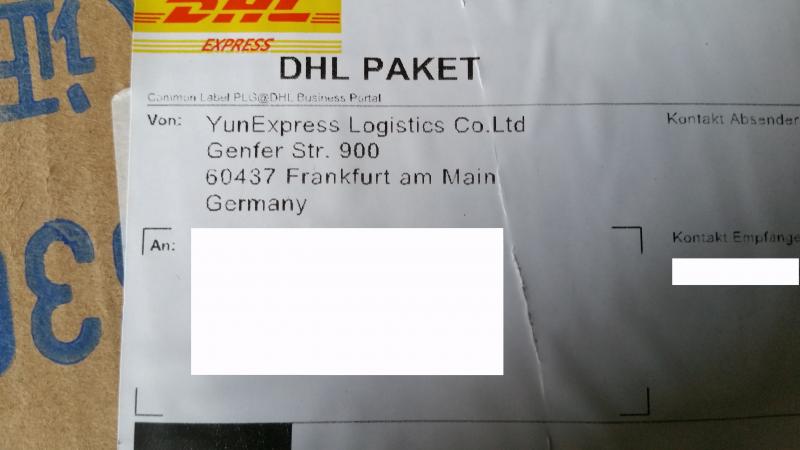 DHL
EXPRESS
DHL PAKET
Common Label PLG@DHL Business Portal
Von:
YunExpress Logistics Co.Ltd
Genfer Str. 900
60437 Frankfurt am Main
Germany
Kontakt Absender
An:
Kontakt Empfänge